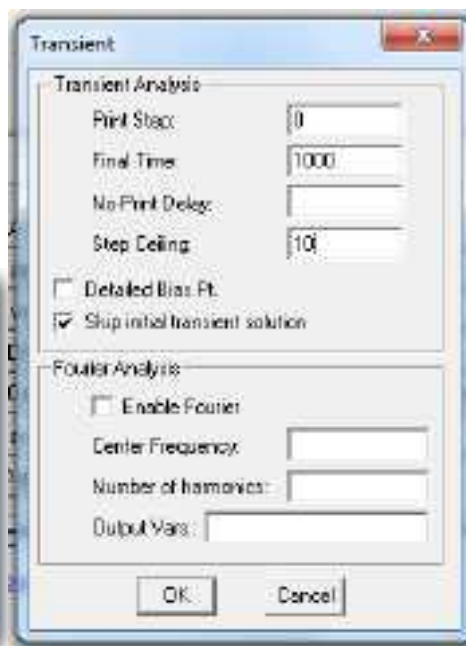 Transient
Transient Analysis
Print Step: 0
Final Time: 1000
No-Print Delay:
Step Ceiling: 10
Detailed Bias Pt.
Skip initial transient solution
Fourier Analysis
Enable Fourier
Center Frequency:
Number of harmonics:
Output Vars.:
OK
Cancel